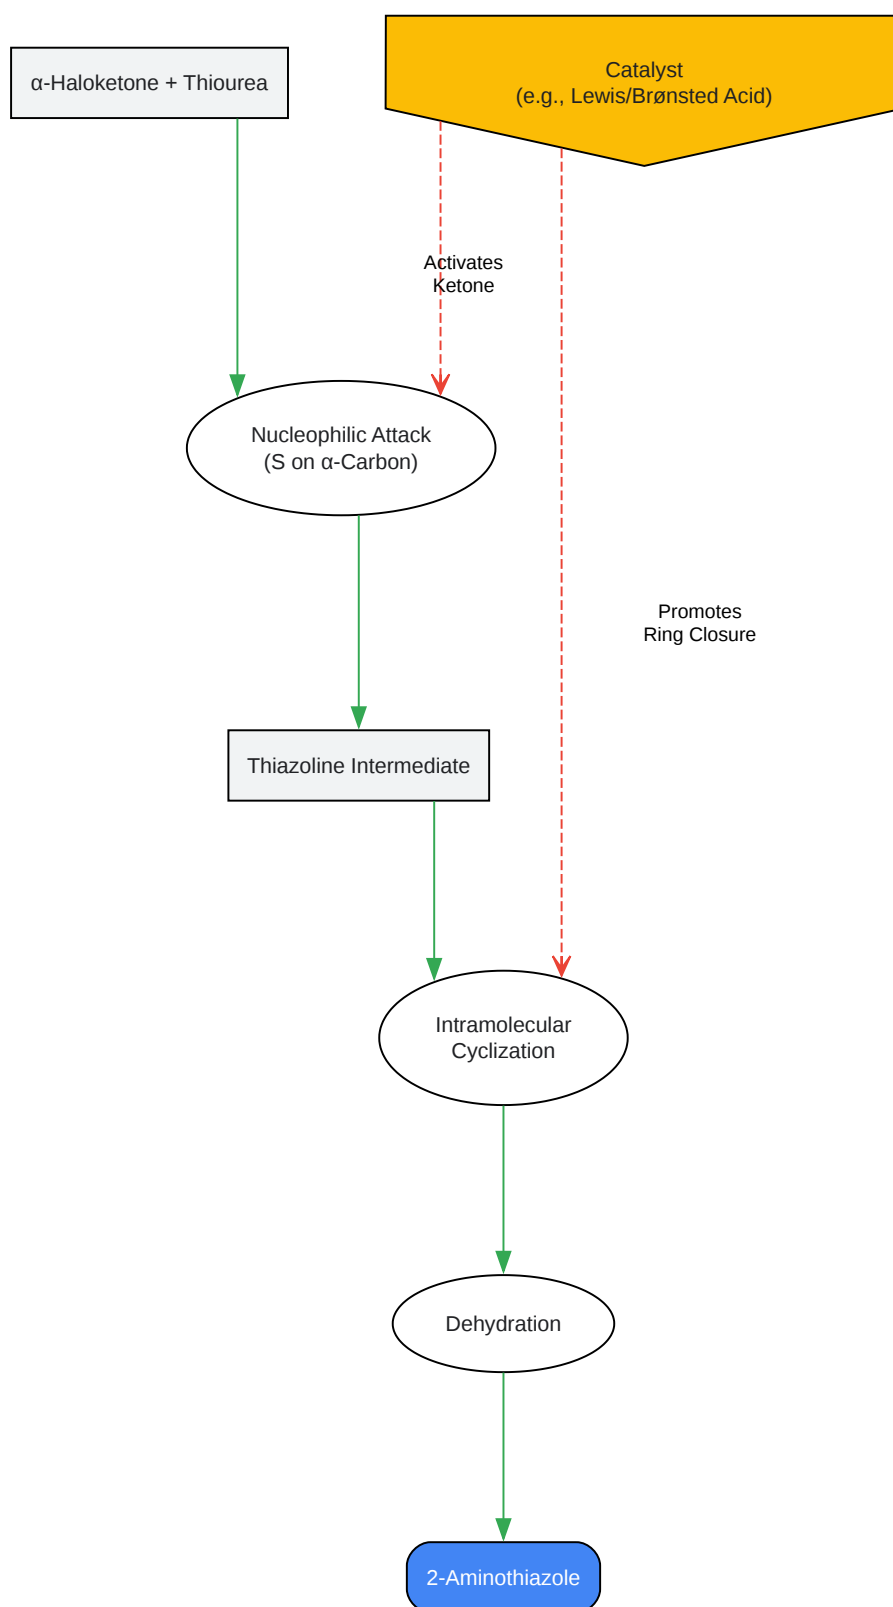 α-Haloketone + Thiourea
Catalyst
(e.g., Lewis/Brønsted Acid)
Activates
Ketone
Nucleophilic Attack
(S on α-Carbon)
Promotes
Ring Closure
Thiazoline Intermediate
Intramolecular
Cyclization
Dehydration
2-Aminothiazole